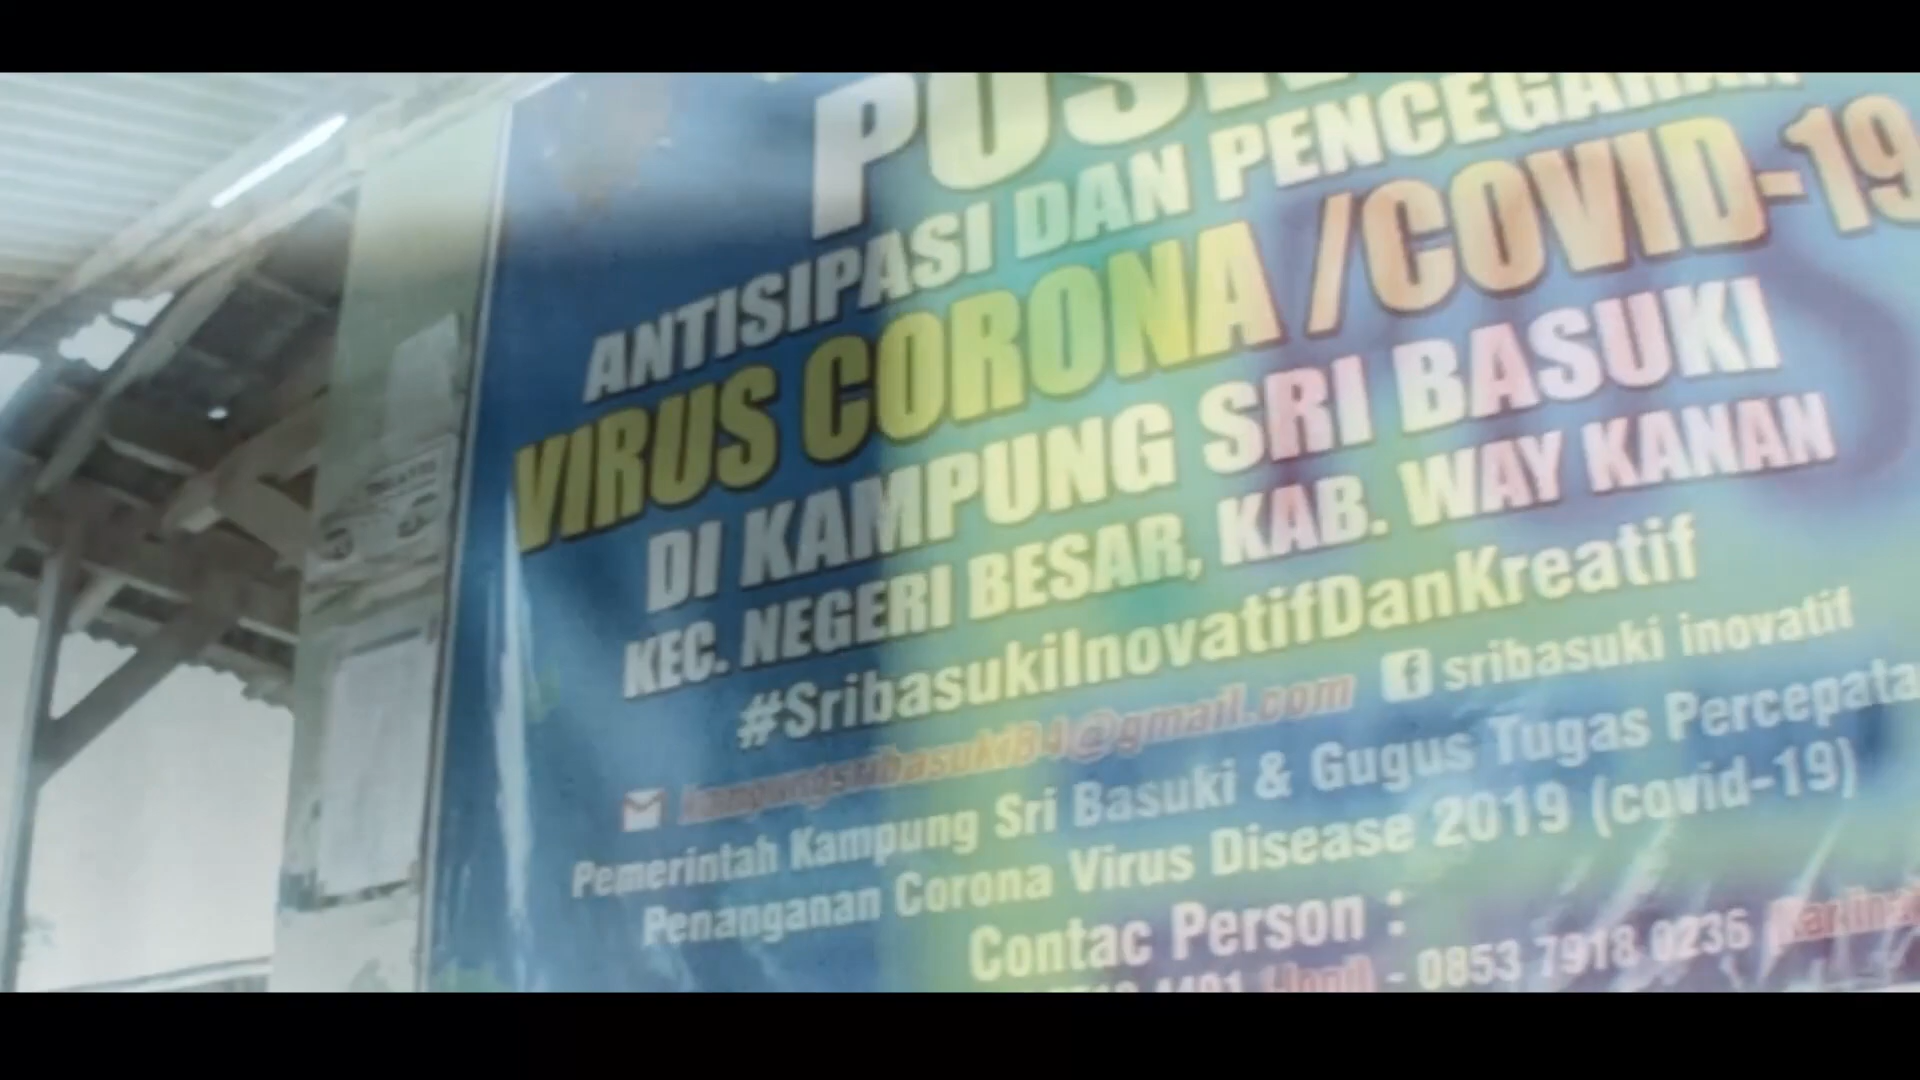 ANTISIPASI DAN PENCEGAHAN
VIRUS CORONA /COVID-19
DI KAMPUNG SRI BASUKI
KEC. NEGERI BESAR, KAB. WAY KANAN
#SribasukiInovatifDanKreatif
sribasuki inovatif
Pemerintah Kampung Sri Basuki & Gugus Tugas
Penanganan Corona Virus Disease 2019 (covid-19)
Contac Person :
- 0853 7918 0236